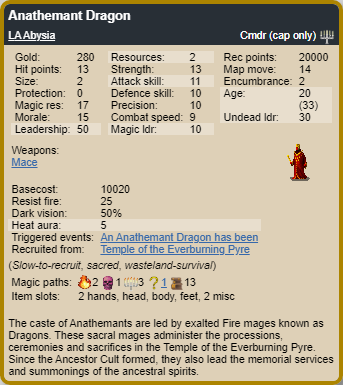 Anathemant Dragon
LA Abysia Cmdr (cap only)
Gold: 280 Resources: 2 Rec points: 20000
Hit points: 13 Strength: 13 Map move: 14
Size: 2 Attack skill: 11 Encumbrance: 2
Protection: 0 Defence skill: 10 Age: 20
Magic res: 17 Precision: 10 (33)
Morale: 15 Combat speed: 9 Undead ldr: 30
Leadership: 50 Magic ldr: 10
Weapons:
Mace
Basecost: 10020
Resist fire: 25
Dark vision: 50%
Heat aura: 5
Triggered events: An Anathemant Dragon has been
Recruited from: Temple of the Everburning Pyre
(Slow-to-recruit, sacred, wasteland-survival)
Magic paths: 2 1 3 ? 1 13
Item slots: 2 hands, head, body, feet, 2 misc
The caste of Anathemants are led by exalted Fire mages known as
Dragons. These sacral mages administer the processions,
ceremonies and sacrifices in the Temple of the Everburning Pyre.
Since the Ancestor Cult formed, they also lead the memorial services
and summonings of the ancestral spirits.